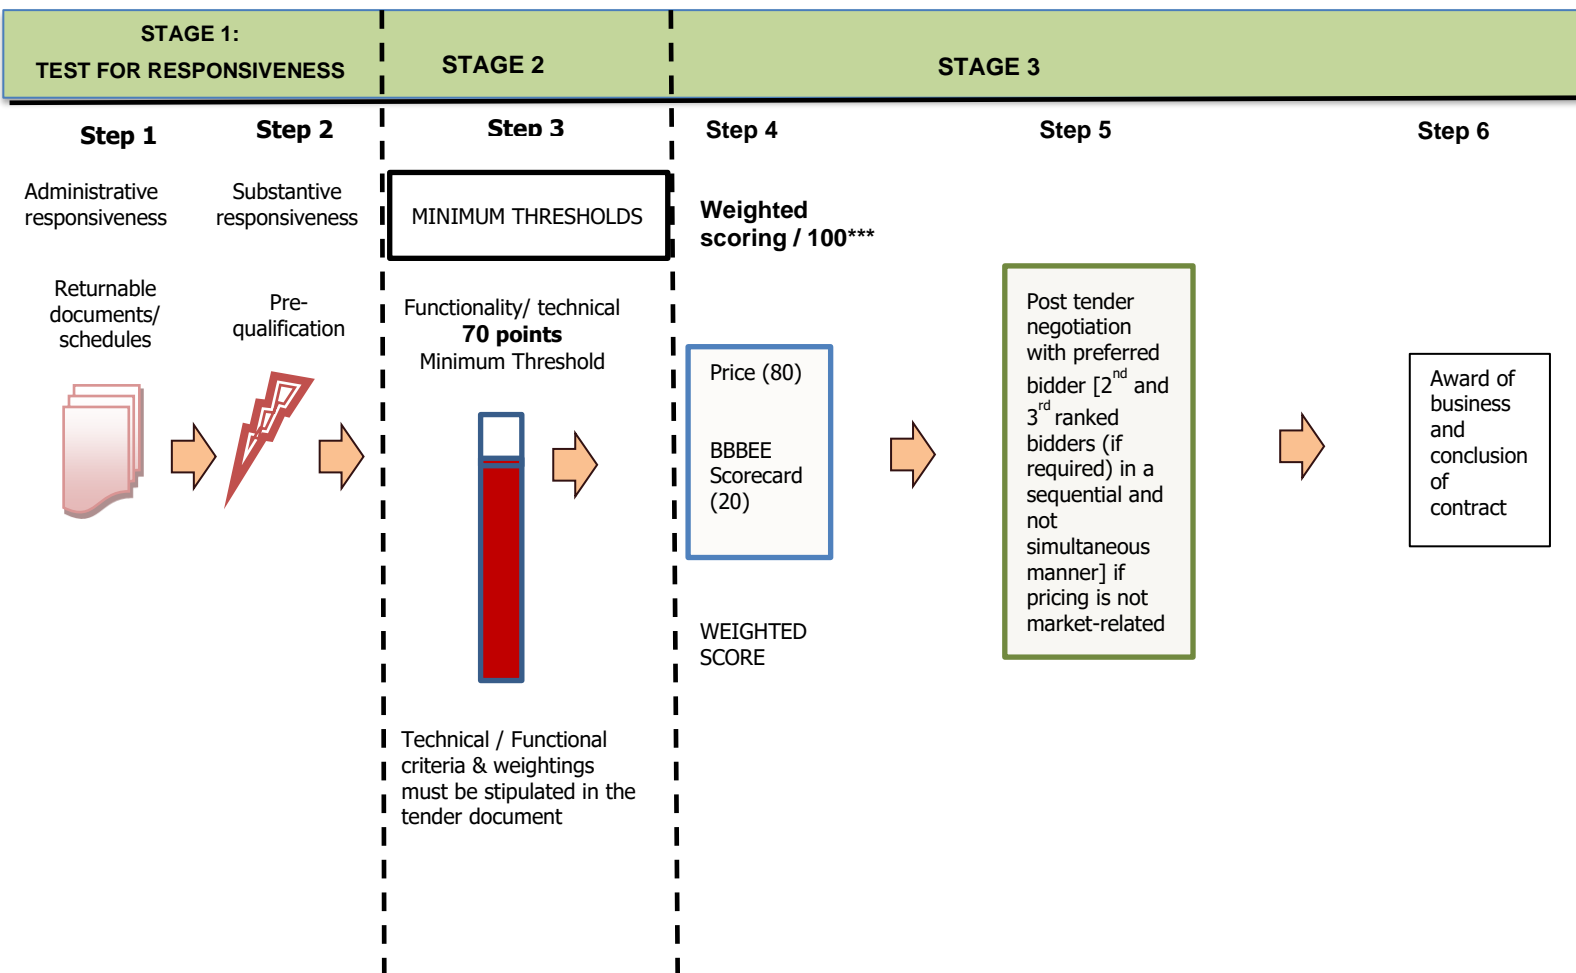 STAGE 1:
TEST FOR RESPONSIVENESS
STAGE 2
STAGE 3
Step 1
Step 2
Step 3
Step 4
Step 5
Step 6
Administrative
responsiveness
Substantive
responsiveness
MINIMUM THRESHOLDS
Weighted
scoring / 100***
Returnable
documents/
schedules
Pre-
qualification
Functionality/ technical
70 points
Minimum Threshold
Price (80)
BBBEE
Scorecard
(20)
WEIGHTED
SCORE
Post tender
negotiation
with preferred
bidder [2nd and
3rd ranked
bidders (if
required) in a
sequential and
not
simultaneous
manner] if
pricing is not
market-related
Award of
business
and
conclusion
of
contract
Technical / Functional
criteria & weightings
must be stipulated in the
tender document